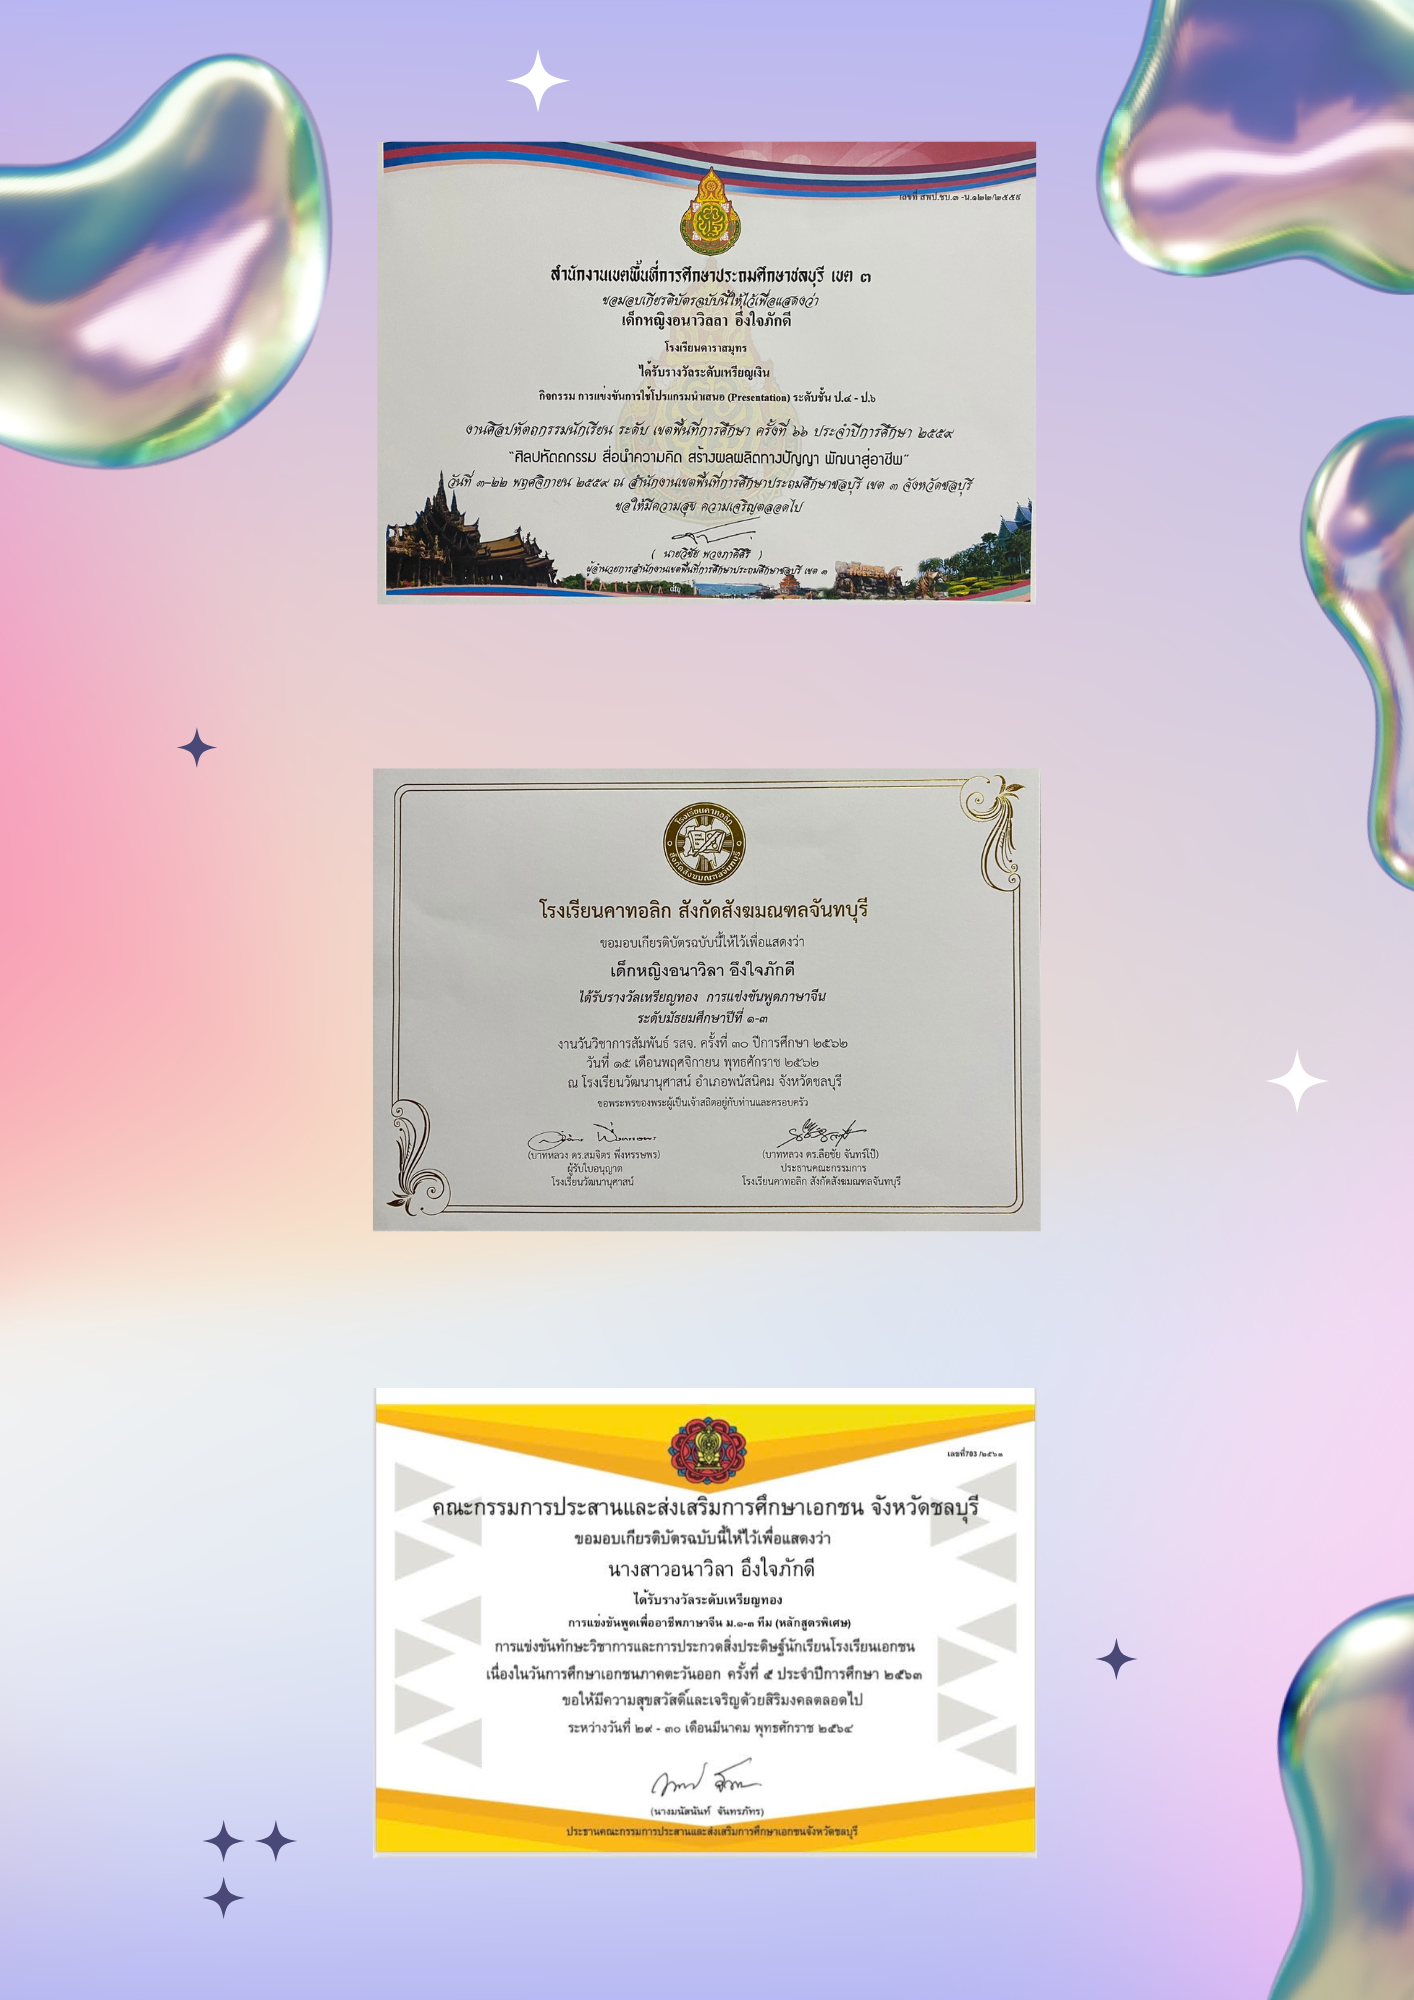 เลขที่ สพป.ชบ.๓ -น.๑๒๒/๒๕๕๙
สำนักงานเขตพื้นที่การศึกษาประถมศึกษาชลบุรี เขต ๓
ขอมอบเกียรติบัตรฉบับนี้ให้ไว้เพื่อแสดงว่า
เด็กหญิงอนาวิลลา อึ๋งใจภักดี
โรงเรียนดาราสมุทร
ได้รับรางวัลระดับเหรียญเงิน
กิจกรรม การแข่งขันการใช้โปรแกรมนำเสนอ (Presentation) ระดับชั้น ป.๔ - ป.๖
งานศิลปหัตถกรรมนักเรียน ระดับ เขตพื้นที่การศึกษา ครั้งที่ ๖๖ ประจำปีการศึกษา ๒๕๕๙
“ศิลปหัตถกรรม สื่อนำความคิด สร้างผลผลิตทางปัญญา พัฒนาสู่อาชีพ”
วันที่ ๓-๒๒ พฤศจิกายน ๒๕๕๙ ณ สำนักงานเขตพื้นที่การศึกษาประถมศึกษาชลบุรี เขต ๓ จังหวัดชลบุรี
ขอให้มีความสุข ความเจริญตลอดไป
( นายวิชัย พวงภาคีศิริ )
ผู้อำนวยการสำนักงานเขตพื้นที่การศึกษาประถมศึกษาชลบุรี เขต ๓
PATTAYA
โรงเรียนคาทอลิก
สังกัดสังฆมณฑลจันทบุรี
โรงเรียนคาทอลิก สังกัดสังฆมณฑลจันทบุรี
ขอมอบเกียรติบัตรฉบับนี้ให้ไว้เพื่อแสดงว่า
เด็กหญิงอนาวิลา อึงใจภักดี
ได้รับรางวัลเหรียญทอง การแข่งขันพูดภาษาจีน
ระดับมัธยมศึกษาปีที่ ๑-๓
งานวันวิชาการสัมพันธ์ รสจ. ครั้งที่ ๓๐ ปีการศึกษา ๒๕๖๒
วันที่ ๑๕ เดือนพฤศจิกายน พุทธศักราช ๒๕๖๒
ณ โรงเรียนวัฒนานุศาสน์ อำเภอพนัสนิคม จังหวัดชลบุรี
ขอพระพรของพระผู้เป็นเจ้าสถิตอยู่กับท่านและครอบครัว
(บาทหลวง ดร.สมจิตร พึ่งหรรษพร)
ผู้รับใบอนุญาต
โรงเรียนวัฒนานุศาสน์
(บาทหลวง ดร.ลือชัย จันทร์โป๊)
ประธานคณะกรรมการ
โรงเรียนคาทอลิก สังกัดสังฆมณฑลจันทบุรี
เลขที่703 /๒๕๖๑
คณะกรรมการประสานและส่งเสริมการศึกษาเอกชน จังหวัดชลบุรี
ขอมอบเกียรติบัตรฉบับนี้ให้ไว้เพื่อแสดงว่า
นางสาวอนาวิลา อึงใจภักดี
ได้รับรางวัลระดับเหรียญทอง
การแข่งขันพูดเพื่ออาชีพภาษาจีน ม.๑-๓ ทีม (หลักสูตรพิเศษ)
การแข่งขันทักษะวิชาการและการประกวดสิ่งประดิษฐ์นักเรียนโรงเรียนเอกชน
เนื่องในวันการศึกษาเอกชนภาคตะวันออก ครั้งที่ ๕ ประจำปีการศึกษา ๒๕๖๓
ขอให้มีความสุขสวัสดิ์และเจริญด้วยสิริมงคลตลอดไป
ระหว่างวันที่ ๒๙ - ๓๐ เดือนมีนาคม พุทธศักราช ๒๕๖๔
(นางมนัสนันท์ จันทรภัทร)
ประธานคณะกรรมการประสานและส่งเสริมการศึกษาเอกชนจังหวัดชลบุรี